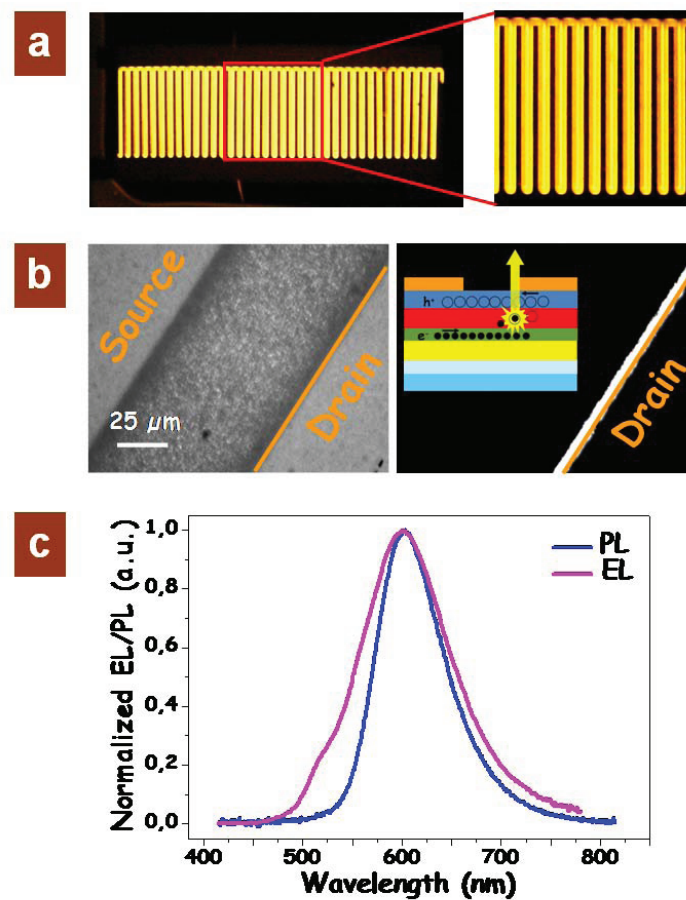 a
b
Source
25 µm
Drain
h⁺
e⁻
Drain
c
Normalized EL/PL (a.u.)
1,0
0,8
0,6
0,4
0,2
0,0
PL
EL
400 500 600 700 800
Wavelength (nm)